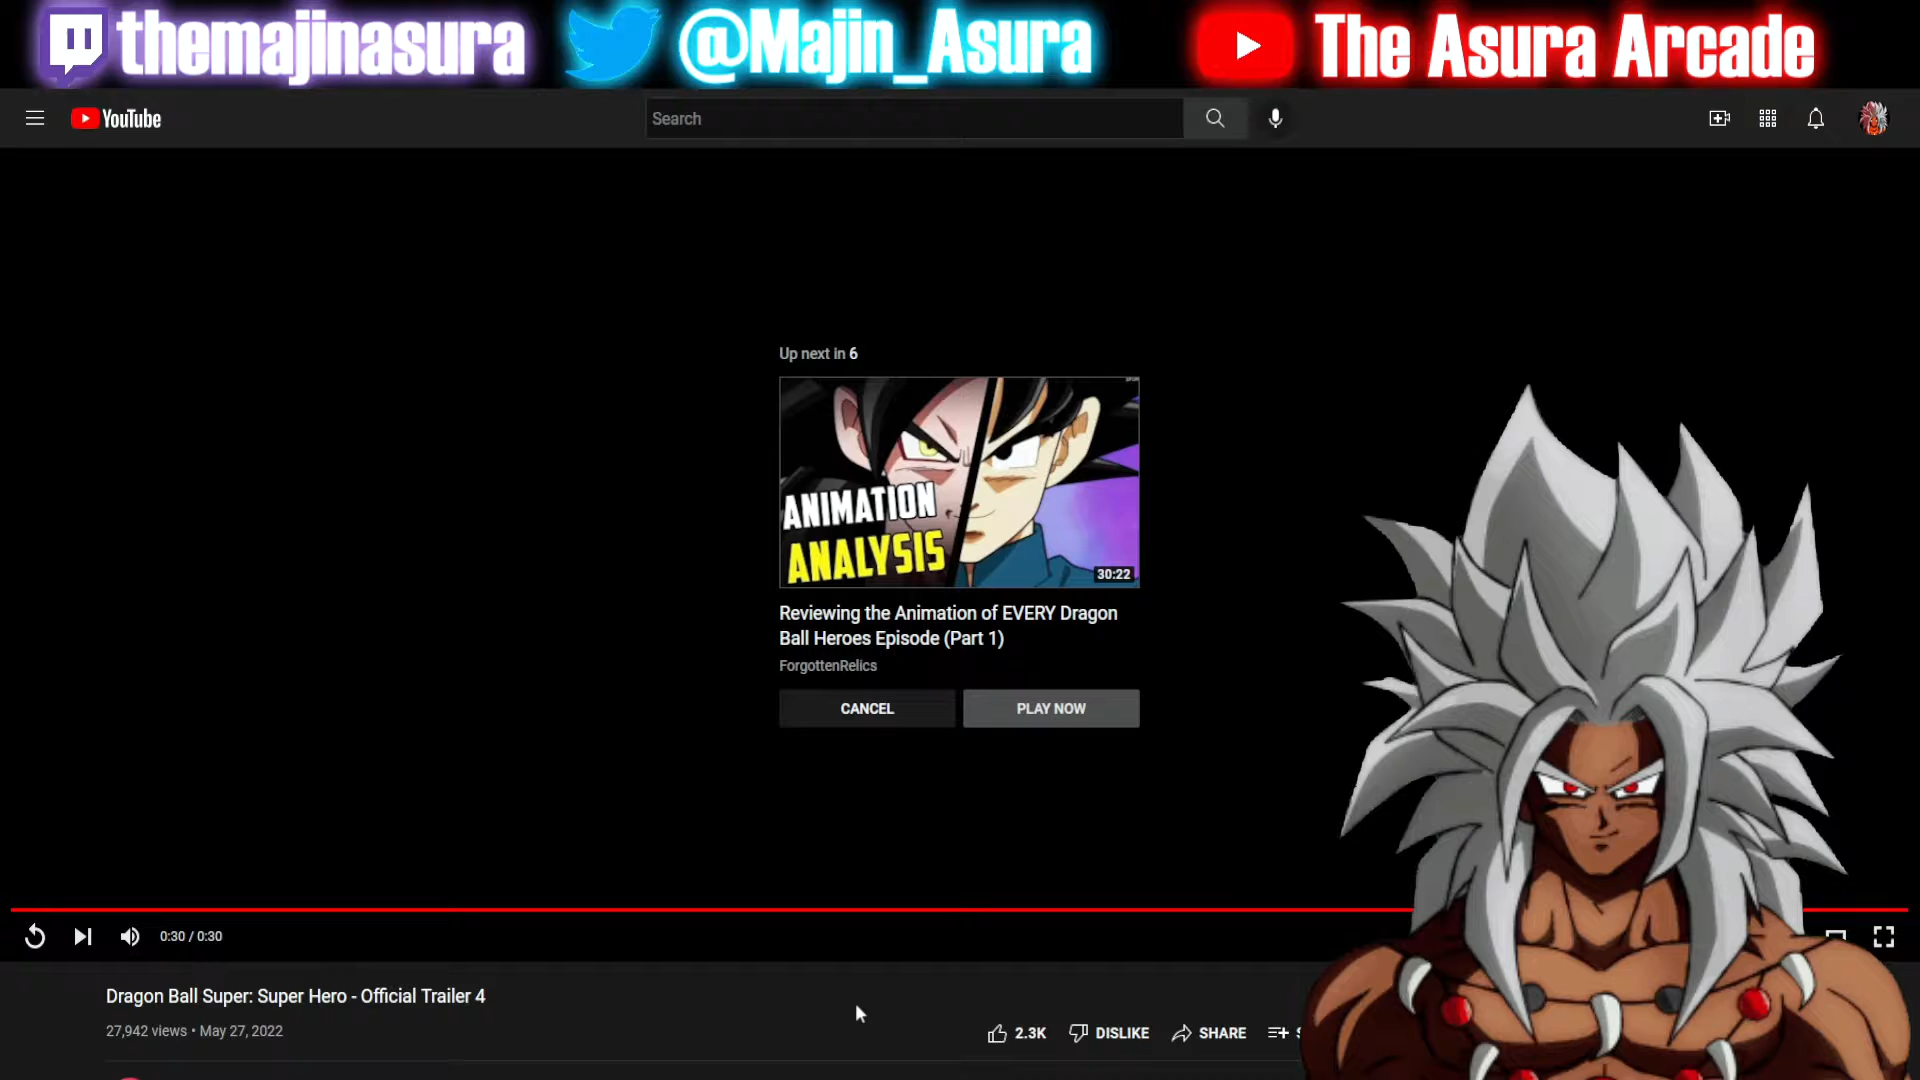 themajinasura
@Majin_Asura
The Asura Arcade
YouTube
Search
Up next in 6
ANIMATION
ANALYSIS
30:22
Reviewing the Animation of EVERY Dragon
Ball Heroes Episode (Part 1)
ForgottenRelics
CANCEL
PLAY NOW
0:30 / 0:30
Dragon Ball Super: Super Hero - Official Trailer 4
27,942 views • May 27, 2022
2.3K
DISLIKE
SHARE